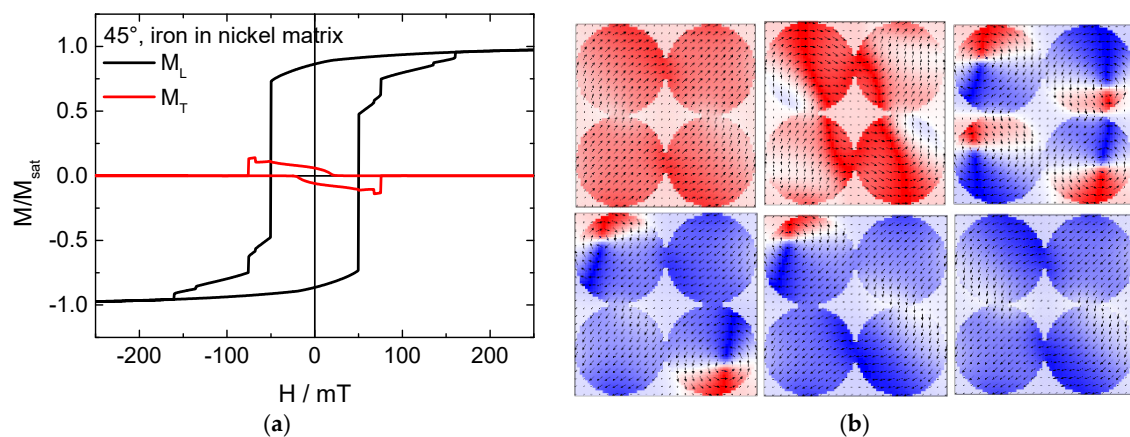 45°, iron in nickel matrix
M_L
M_T
M/M_sat
1.0
0.5
0.0
-0.5
-1.0
-200 -100 0 100 200
H / mT
(a) (b)